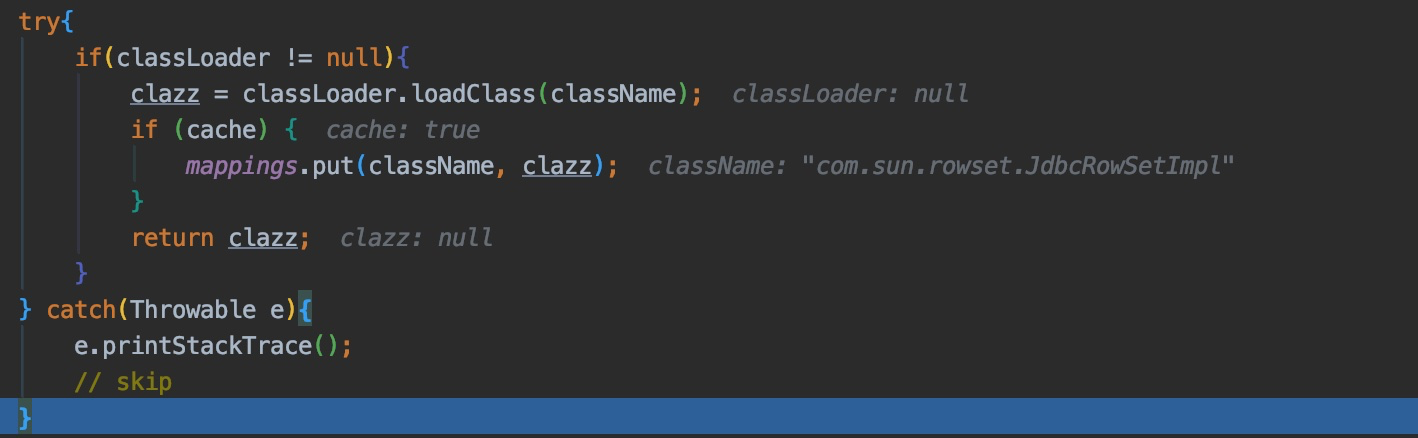 try{
if(classLoader != null){
clazz = classLoader.loadClass(className); classLoader: null
if (cache) { cache: true
mappings.put(className, clazz); className: "com.sun.rowset.JdbcRowSetImpl"
}
return clazz; clazz: null
}
} catch(Throwable e){
e.printStackTrace();
// skip
}